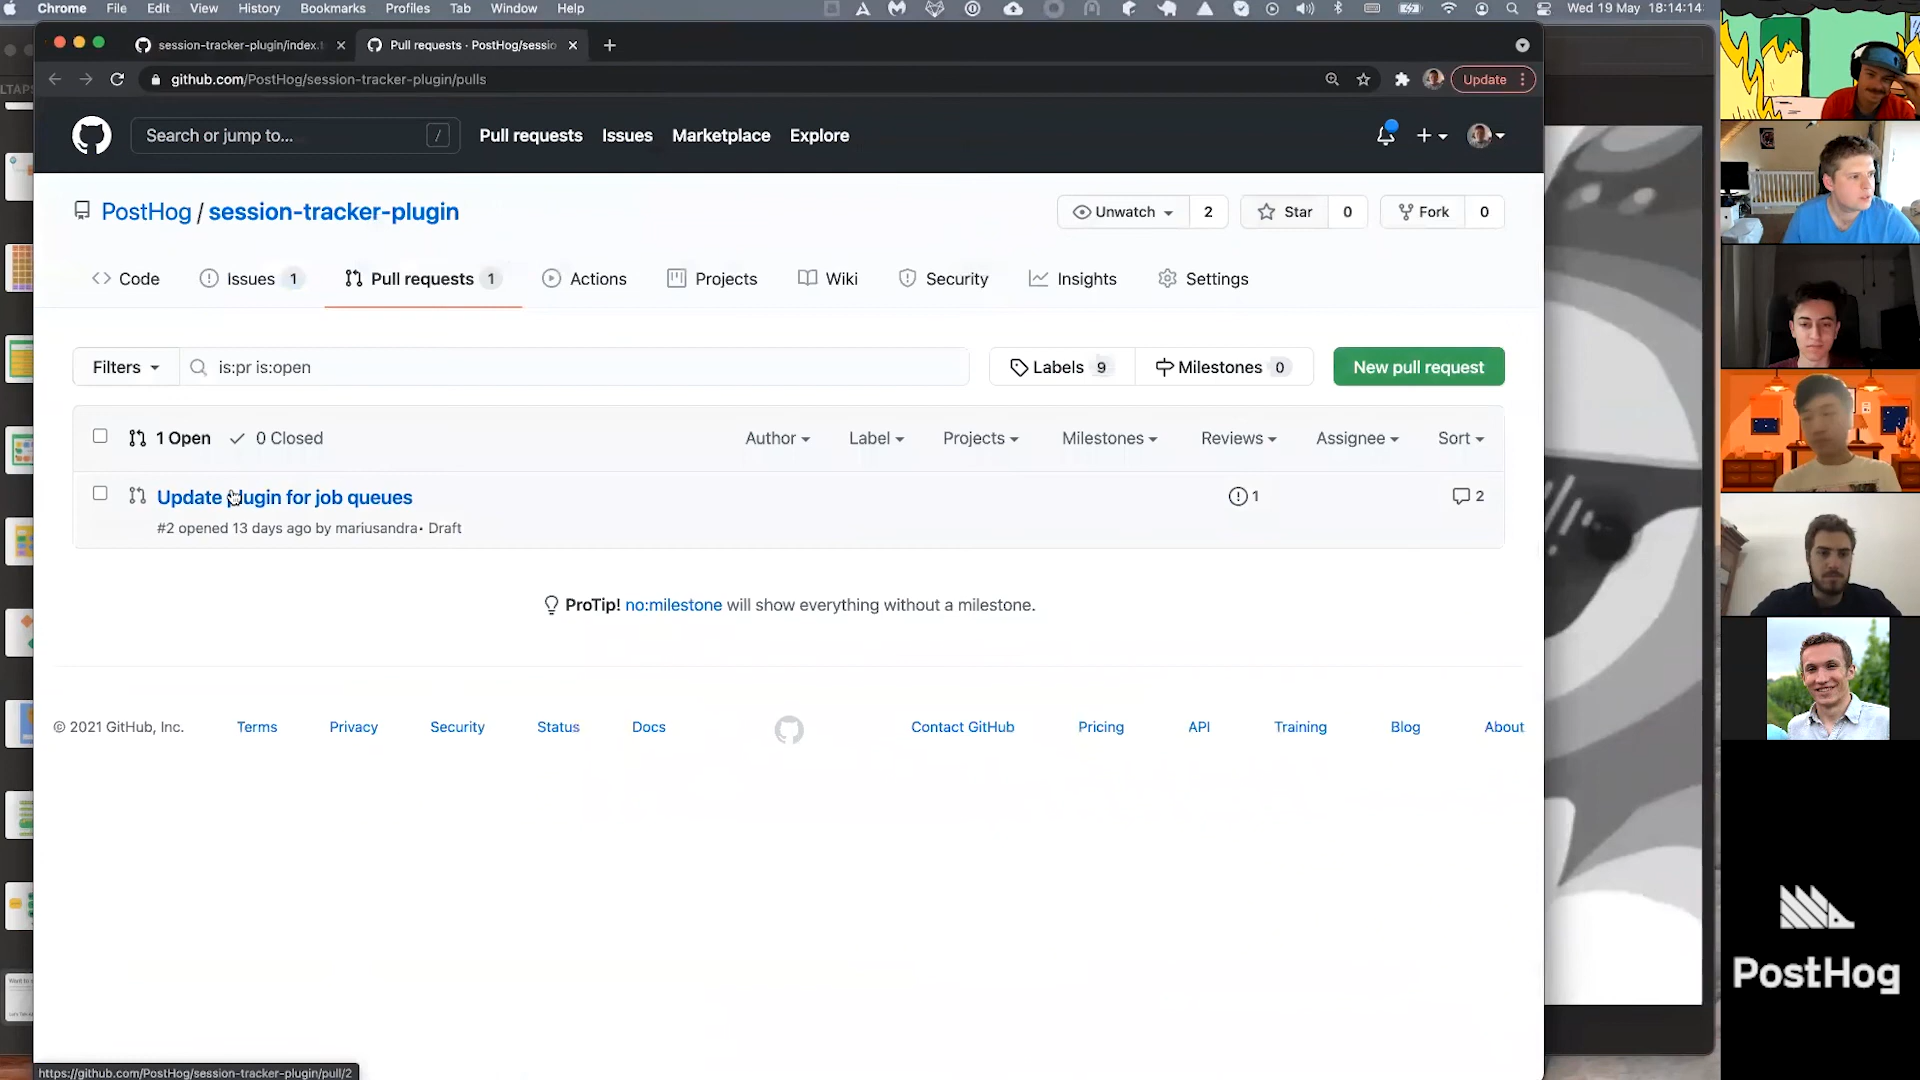 Chrome File Edit View History Bookmarks Profiles Tab Window Help Wed 19 May 18:14:14
session-tracker-plugin/index.
Pull requests · PostHog/sessio
github.com/PostHog/session-tracker-plugin/pulls
Update
Search or jump to... /
Pull requests Issues Marketplace Explore
PostHog / session-tracker-plugin
Unwatch 2 Star 0 Fork 0
Code Issues 1 Pull requests 1 Actions Projects Wiki Security Insights Settings
Filters is:pr is:open Labels 9 Milestones 0 New pull request
1 Open 0 Closed Author Label Projects Milestones Reviews Assignee Sort
Update plugin for job queues 1 2
#2 opened 13 days ago by mariusandra • Draft
ProTip! no:milestone will show everything without a milestone.
© 2021 GitHub, Inc. Terms Privacy Security Status Docs Contact GitHub Pricing API Training Blog About
PostHog
https://github.com/PostHog/session-tracker-plugin/pull/2